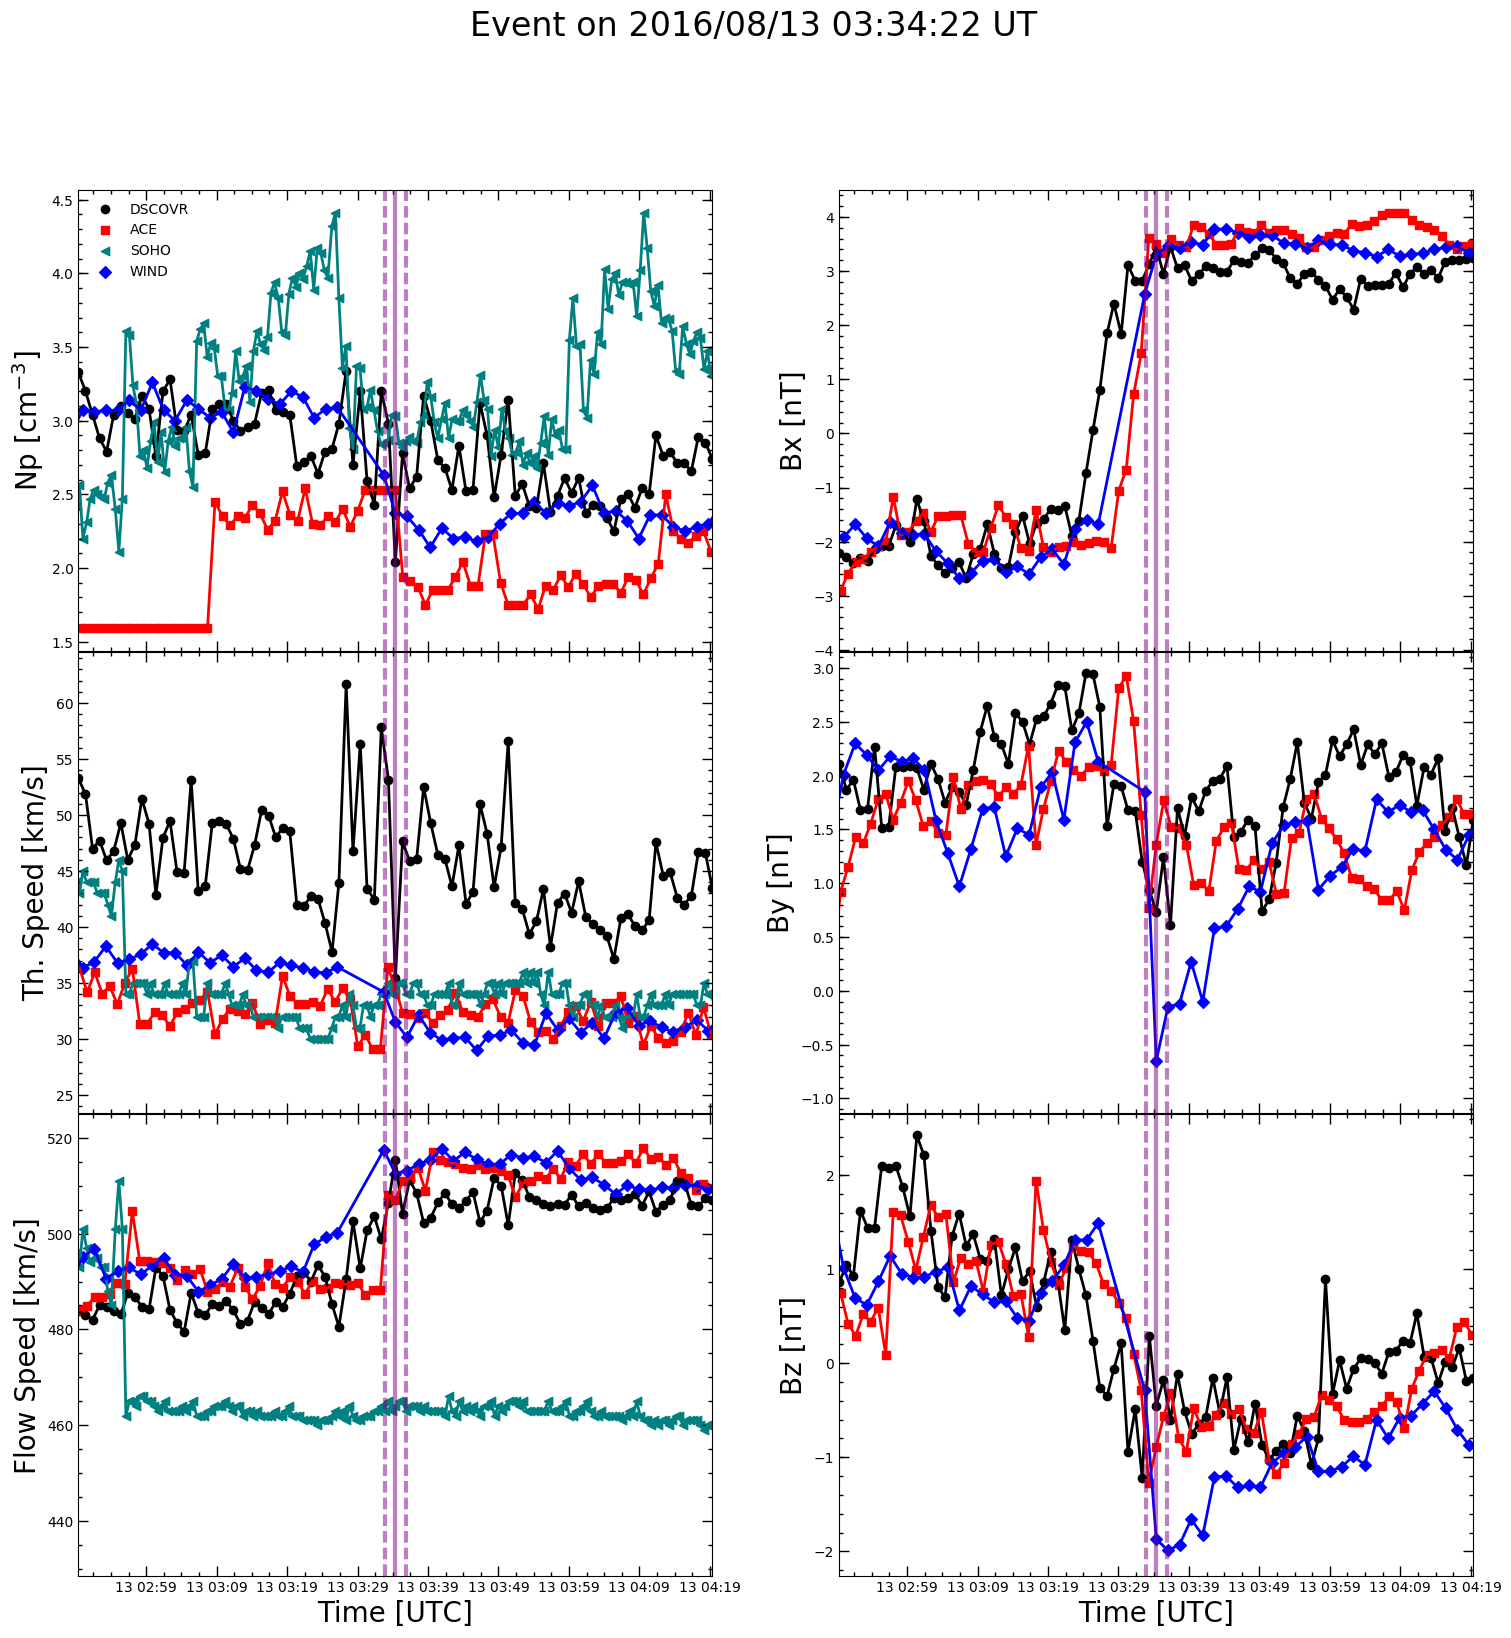 Event on 2016/08/13 03:34:22 UT
DSCOVR
ACE
SOHO
WIND
Np [cm⁻³]
4.5
4.0
3.5
3.0
2.5
2.0
1.5
Bx [nT]
4
3
2
1
0
−1
−2
−3
−4
Th. Speed [km/s]
60
55
50
45
40
35
30
25
By [nT]
3.0
2.5
2.0
1.5
1.0
0.5
0.0
−0.5
−1.0
Flow Speed [km/s]
520
500
480
460
440
13 02:59 13 03:09 13 03:19 13 03:29 13 03:39 13 03:49 13 03:59 13 04:09 13 04:19
Time [UTC]
Bz [nT]
2
1
0
−1
−2
13 02:59 13 03:09 13 03:19 13 03:29 13 03:39 13 03:49 13 03:59 13 04:09 13 04:19
Time [UTC]